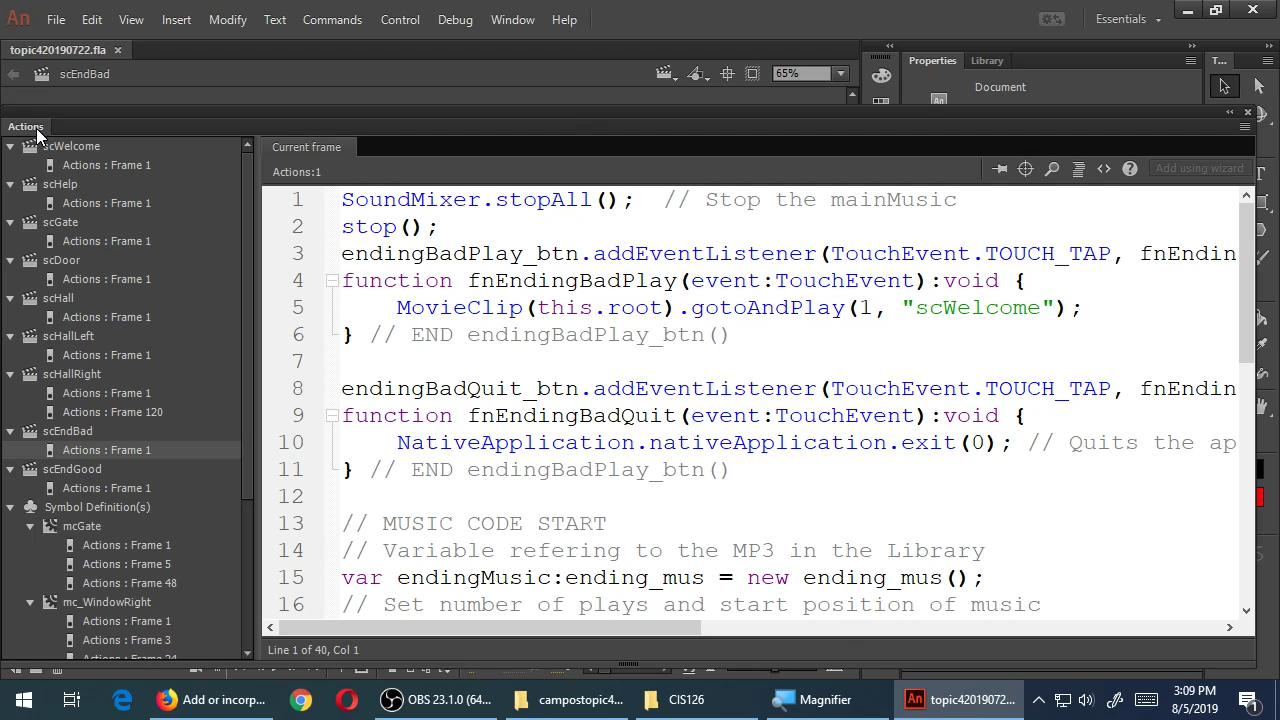 An File Edit View Insert Modify Text Commands Control Debug Window Help Essentials
topic420190722.fla
scEndBad 65%
Properties Library T...
Document
Actions
scWelcome
Actions : Frame 1
scHelp
Actions : Frame 1
scGate
Actions : Frame 1
scDoor
Actions : Frame 1
scHall
Actions : Frame 1
scHallLeft
Actions : Frame 1
scHallRight
Actions : Frame 1
Actions : Frame 120
scEndBad
Actions : Frame 1
scEndGood
Actions : Frame 1
Symbol Definition(s)
mcGate
Actions : Frame 1
Actions : Frame 5
Actions : Frame 48
mc_WindowRight
Actions : Frame 1
Actions : Frame 3
Actions : Frame 24
Current frame
Actions:1
Add using wizard
1 SoundMixer.stopAll(); // Stop the mainMusic
2 stop();
3 endingBadPlay_btn.addEventListener(TouchEvent.TOUCH_TAP, fnEndin
4 function fnEndingBadPlay(event:TouchEvent):void {
5 MovieClip(this.root).gotoAndPlay(1, "scWelcome");
6 } // END endingBadPlay_btn()
7
8 endingBadQuit_btn.addEventListener(TouchEvent.TOUCH_TAP, fnEndin
9 function fnEndingBadQuit(event:TouchEvent):void {
10 NativeApplication.nativeApplication.exit(0); // Quits the ap
11 } // END endingBadPlay_btn()
12
13 // MUSIC CODE START
14 // Variable refering to the MP3 in the Library
15 var endingMusic:ending_mus = new ending_mus();
16 // Set number of plays and start position of music
Line 1 of 40, Col 1
Add or incorp... OBS 23.1.0 (64... campostopic4... CIS126 Magnifier An topic420190722... 3:09 PM
8/5/2019
1